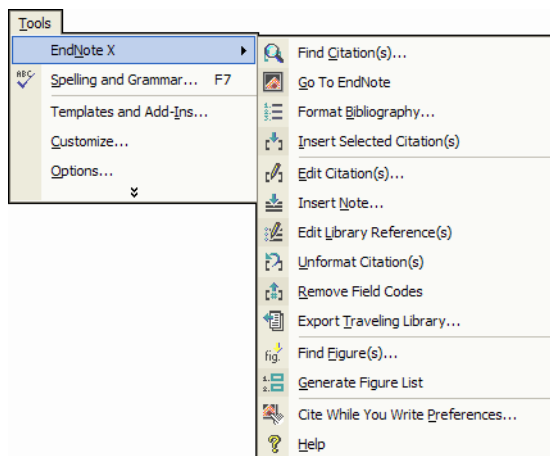 Tools
EndNote X
Spelling and Grammar... F7
Templates and Add-Ins...
Customize...
Options...
Find Citation(s)...
Go To EndNote
Format Bibliography...
Insert Selected Citation(s)
Edit Citation(s)...
Insert Note...
Edit Library Reference(s)
Unformat Citation(s)
Remove Field Codes
Export Traveling Library...
Find Figure(s)...
Generate Figure List
Cite While You Write Preferences...
Help
ABC
fig.